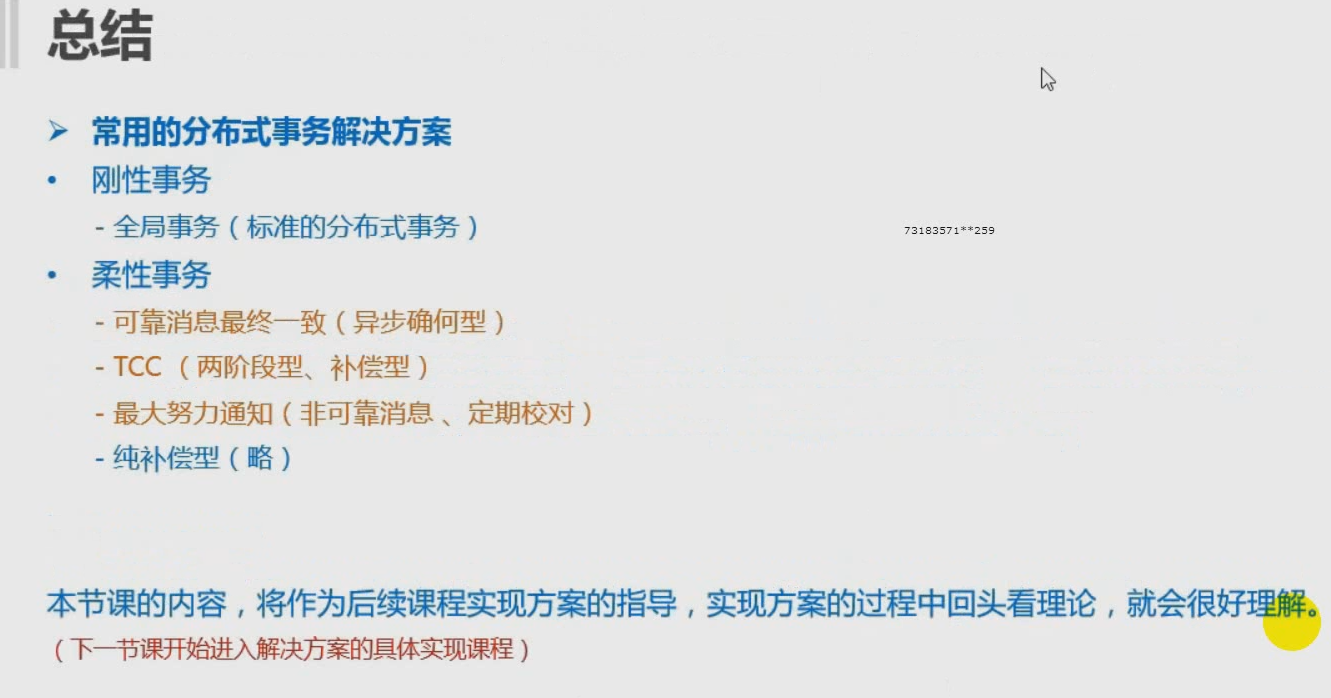 总结
➢ 常用的分布式事务解决方案
• 刚性事务
- 全局事务（标准的分布式事务）
73183571**259
• 柔性事务
- 可靠消息最终一致（异步确何型）
- TCC （两阶段型、补偿型）
- 最大努力通知（非可靠消息 、定期校对）
- 纯补偿型（略）
本节课的内容，将作为后续课程实现方案的指导，实现方案的过程中回头看理论，就会很好理解。
（下一节课开始进入解决方案的具体实现课程）